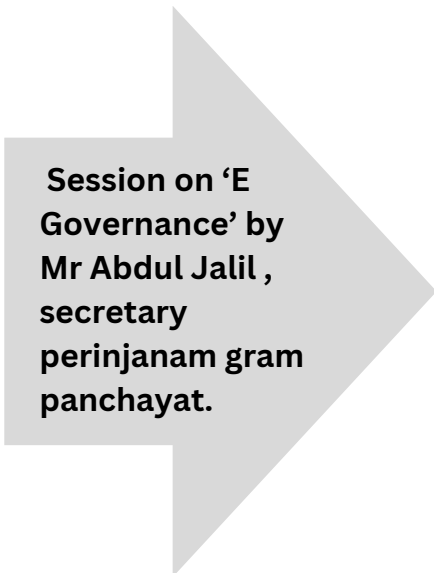 Session on ‘E
Governance’ by
Mr Abdul Jalil ,
secretary
perinjanam gram
panchayat.